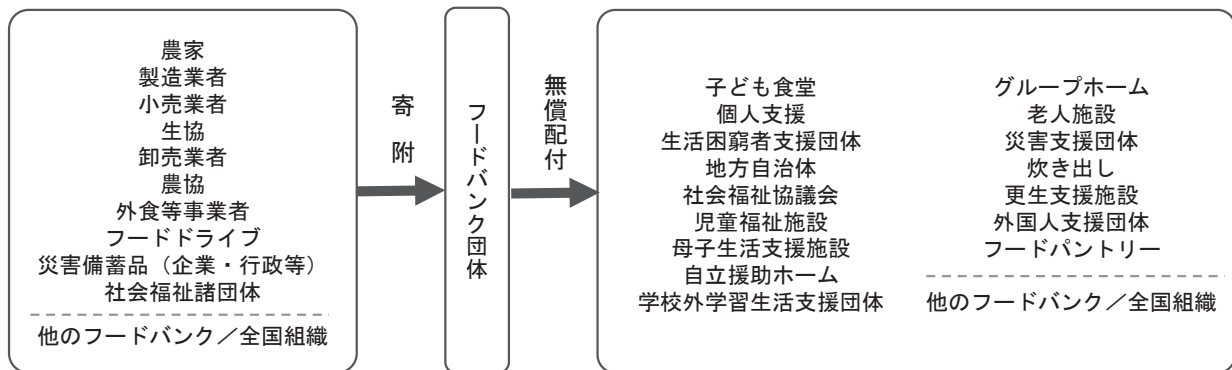 農家
製造業者
小売業者
生協
卸売業者
農協
外食等事業者
フードドライブ
災害備蓄品（企業・行政等）
社会福祉諸団体
他のフードバンク／全国組織
寄附
フードバンク団体
無償配付
子ども食堂
個人支援
生活困窮者支援団体
地方自治体
社会福祉協議会
児童福祉施設
母子生活支援施設
自立援助ホーム
学校外学習生活支援団体
グループホーム
老人施設
災害支援団体
炊き出し
更生支援施設
外国人支援団体
フードパントリー
他のフードバンク／全国組織